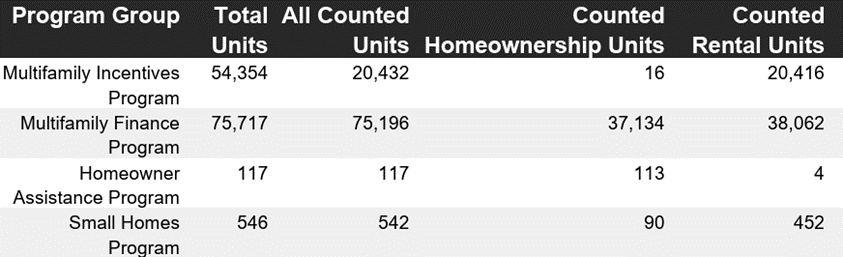 Program Group Total Units All Counted Units Counted Homeownership Units Counted Rental Units
Multifamily Incentives Program 54,354 20,432 16 20,416
Multifamily Finance Program 75,717 75,196 37,134 38,062
Homeowner Assistance Program 117 117 113 4
Small Homes Program 546 542 90 452